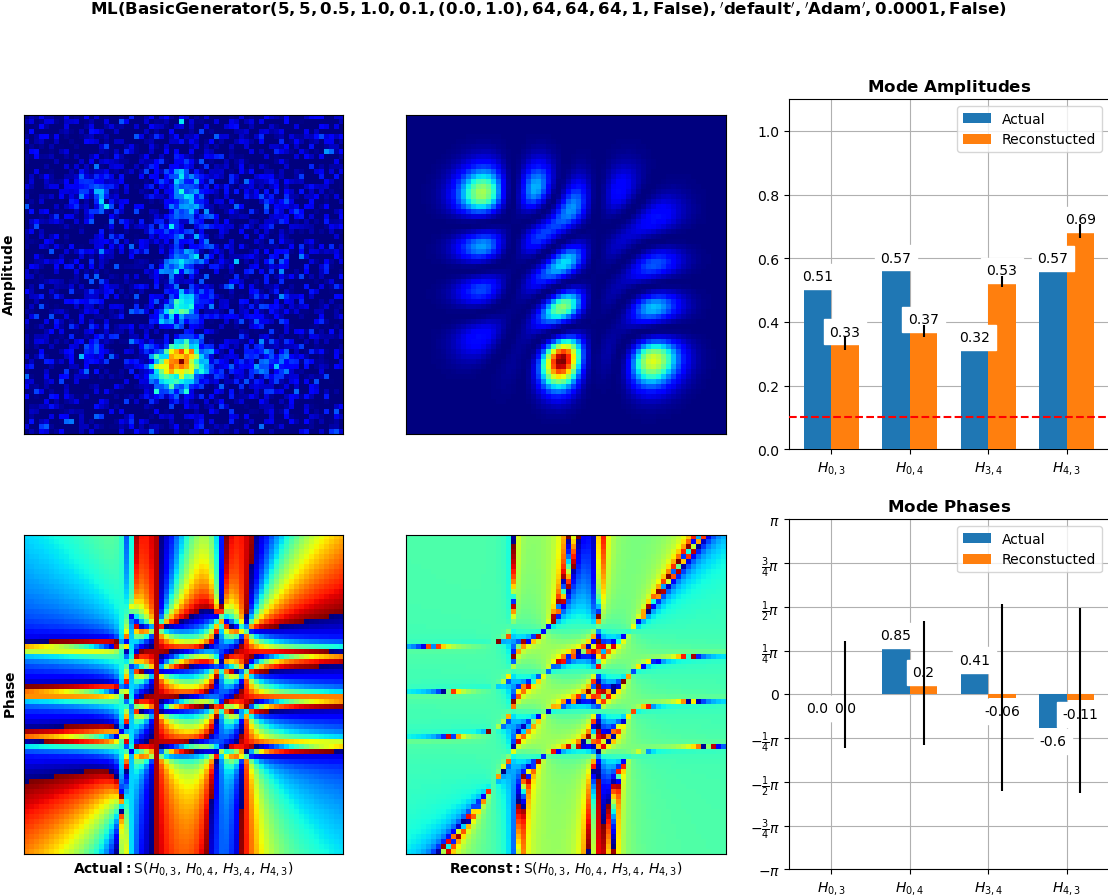 ML(BasicGenerator(5, 5, 0.5, 1.0, 0.1, (0.0, 1.0), 64, 64, 64, 1, False), ′default′, ′Adam′, 0.0001, False)
Amplitude
Mode Amplitudes
Actual
Reconstucted
1.0
0.8
0.6
0.4
0.2
0.0
0.51
0.33
0.57
0.37
0.32
0.53
0.57
0.69
H0,3
H0,4
H3,4
H4,3
Phase
Actual: S(H0,3, H0,4, H3,4, H4,3)
Reconst: S(H0,3, H0,4, H3,4, H4,3)
Mode Phases
Actual
Reconstucted
π
3/4π
1/2π
1/4π
0
−1/4π
−1/2π
−3/4π
−π
0.0
0.0
0.85
0.2
0.41
-0.06
-0.6
-0.11
H0,3
H0,4
H3,4
H4,3